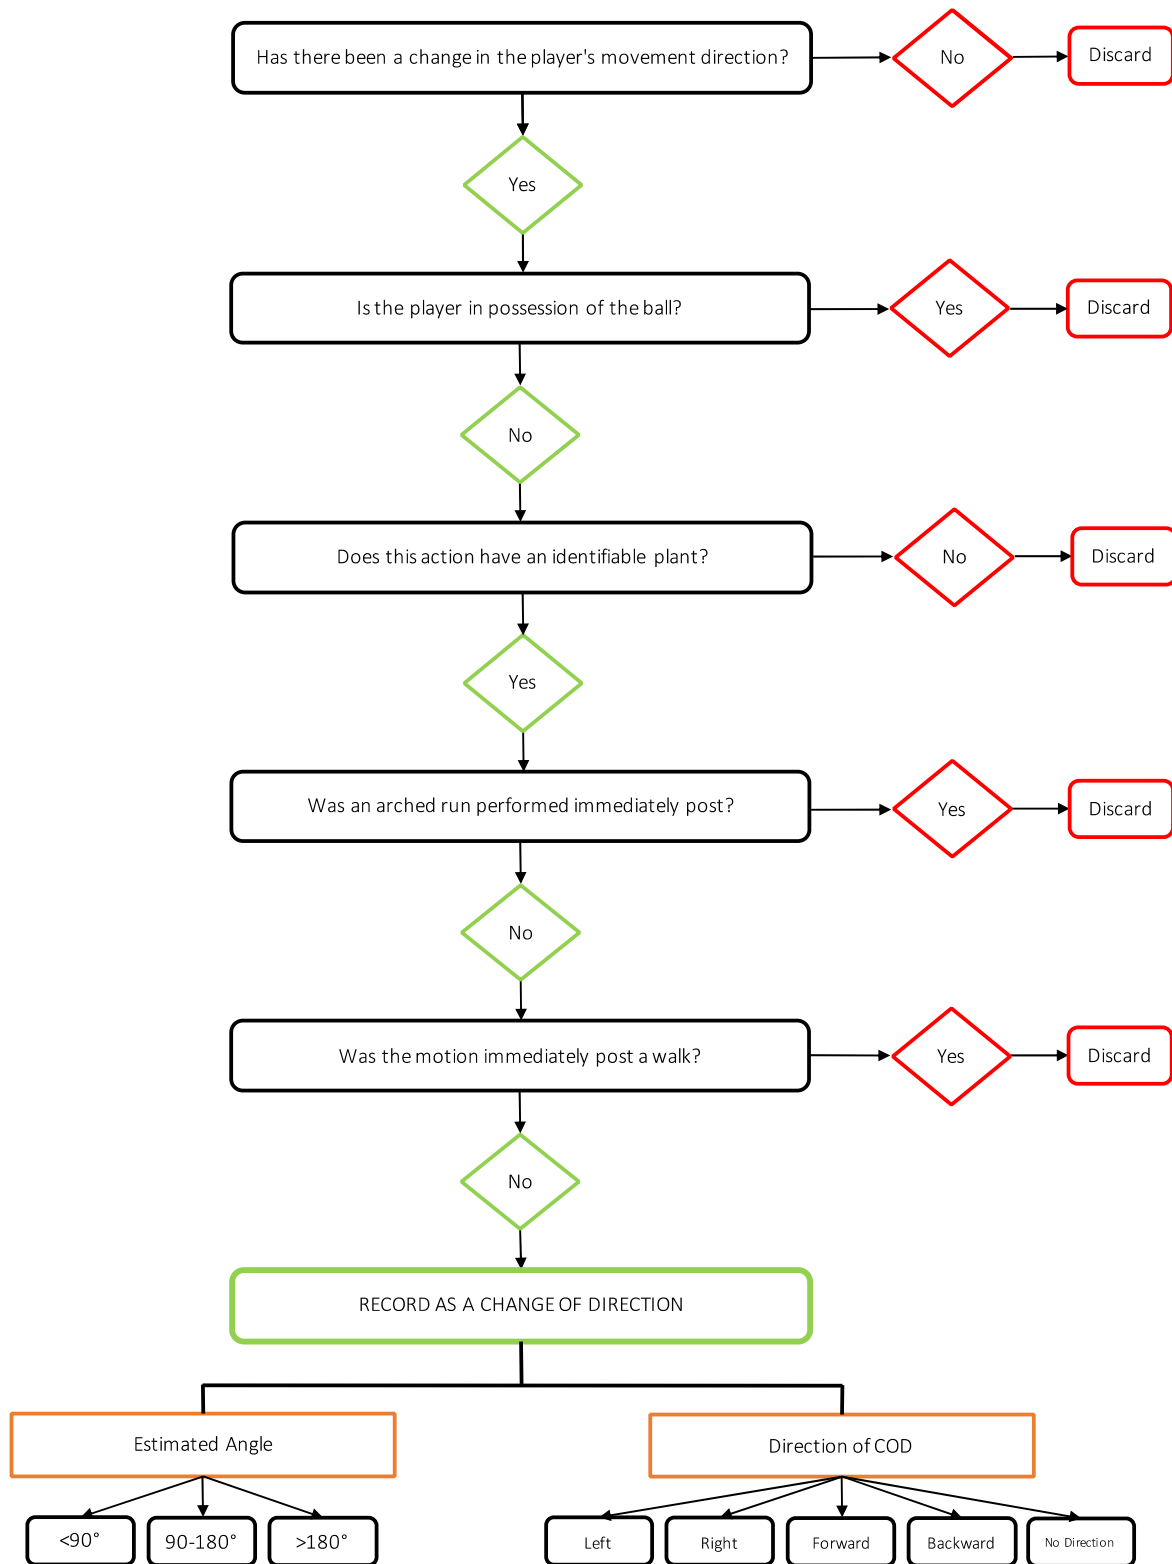 Has there been a change in the player's movement direction?
No
Discard
Yes
Is the player in possession of the ball?
Yes
Discard
No
Does this action have an identifiable plant?
No
Discard
Yes
Was an arched run performed immediately post?
Yes
Discard
No
Was the motion immediately post a walk?
Yes
Discard
No
RECORD AS A CHANGE OF DIRECTION
Estimated Angle
Direction of COD
<90°
90-180°
>180°
Left
Right
Forward
Backward
No Direction